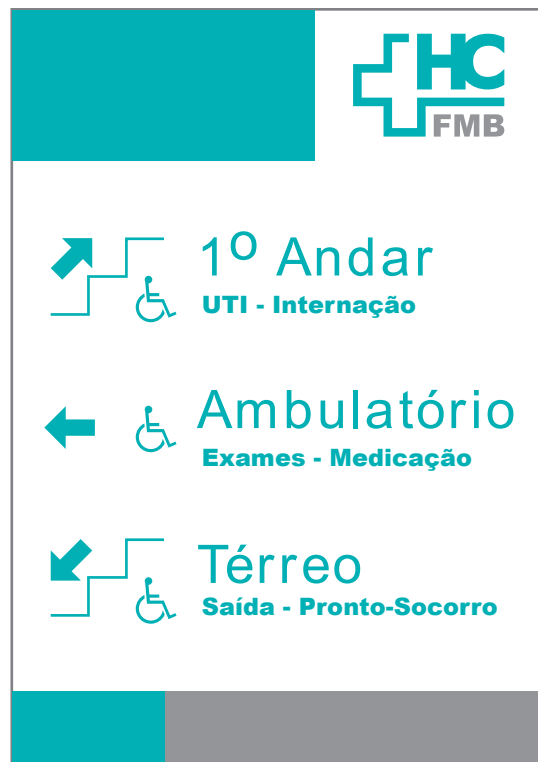 HC
FMB
1º Andar
UTI - Internação
Ambulatório
Exames - Medicação
Térreo
Saída - Pronto-Socorro